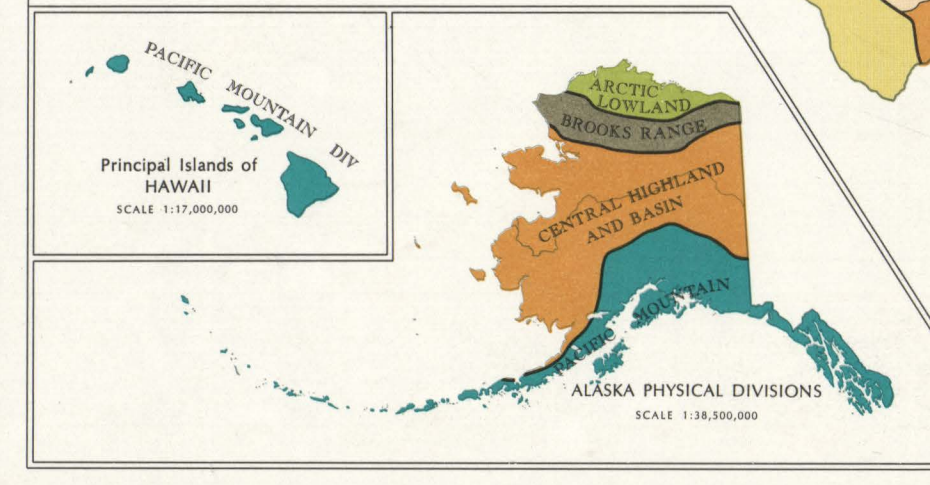 PACIFIC MOUNTAIN DIV
Principal Islands of
HAWAII
SCALE 1:17,000,000
ARCTIC
LOWLAND
BROOKS RANGE
CENTRAL HIGHLAND
AND BASIN
PACIFIC MOUNTAIN
ALASKA PHYSICAL DIVISIONS
SCALE 1:38,500,000